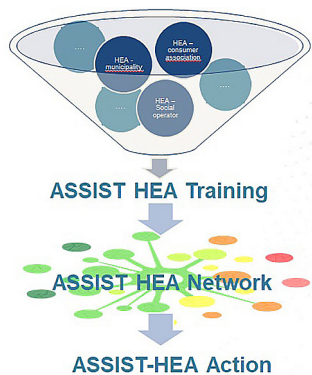 ....
HEA –
consumer
association
HEA -
municipality
....
....
HEA –
Social
operator
ASSIST HEA Training
ASSIST HEA Network
ASSIST-HEA Action